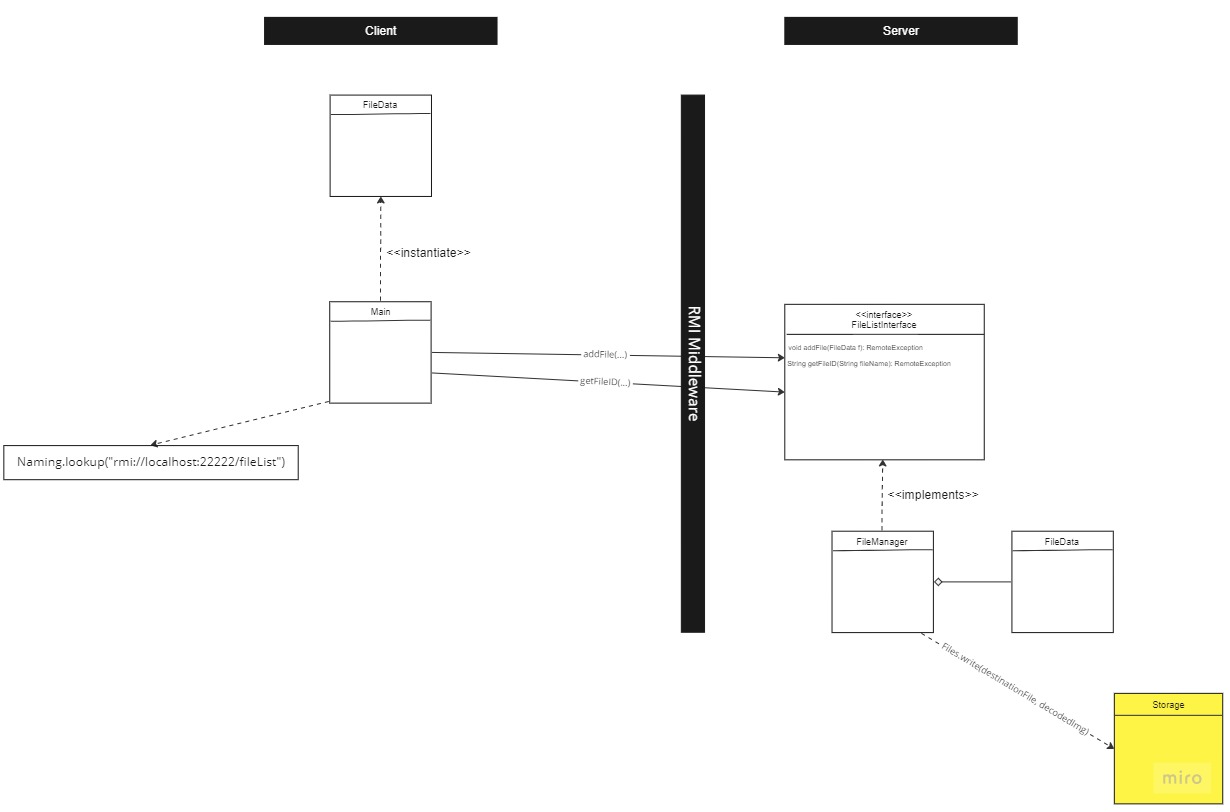 Client
Server
FileData
<<instantiate>>
Main
addFile(...)
getFileID(...)
RMI Middleware
<<interface>>
FileListInterface
void addFile(FileData f): RemoteException
String getFileID(String fileName): RemoteException
Naming.lookup("rmi://localhost:22222/fileList")
<<implements>>
FileManager
FileData
Files.write(destinationFile, decodedImg)
Storage
miro